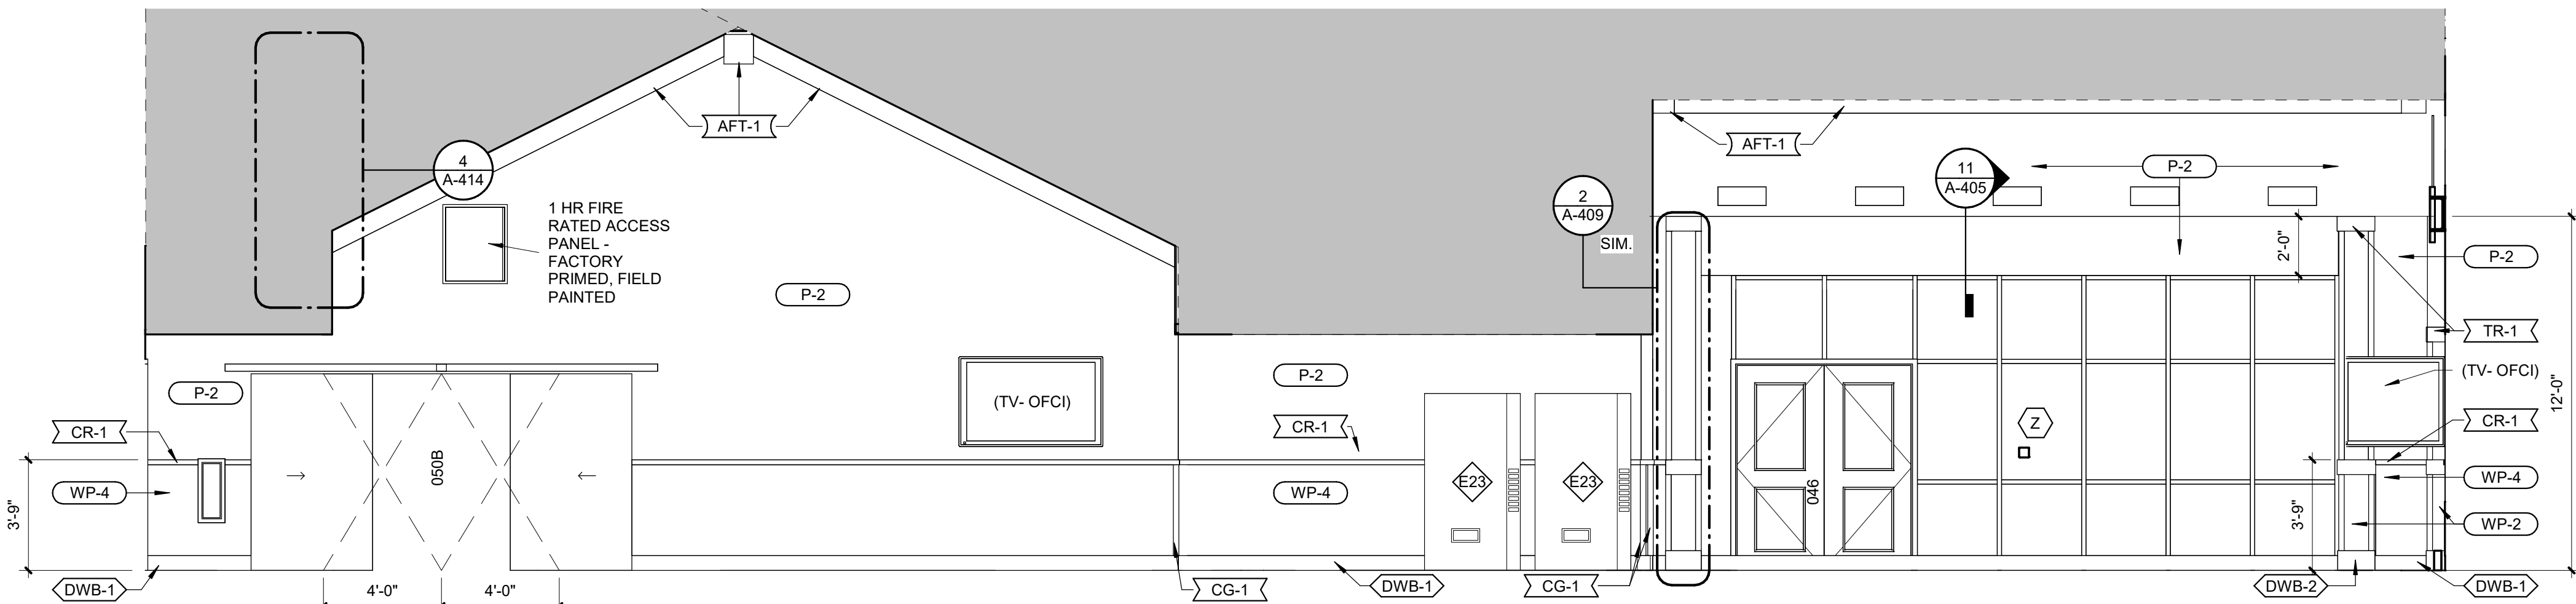 AFT-1
4
A-414
1 HR FIRE
RATED ACCESS
PANEL -
FACTORY
PRIMED, FIELD
PAINTED
P-2
P-2
CR-1
WP-4
3'-9"
DWB-1
050B
4'-0"
4'-0"
(TV- OFCI)
P-2
CR-1
WP-4
E23
E23
CG-1
DWB-1
CG-1
2
A-409
SIM.
AFT-1
11
A-405
P-2
2'-0"
046
Z
3'-9"
P-2
TR-1
(TV- OFCI)
CR-1
WP-4
WP-2
DWB-2
DWB-1
12'-0"